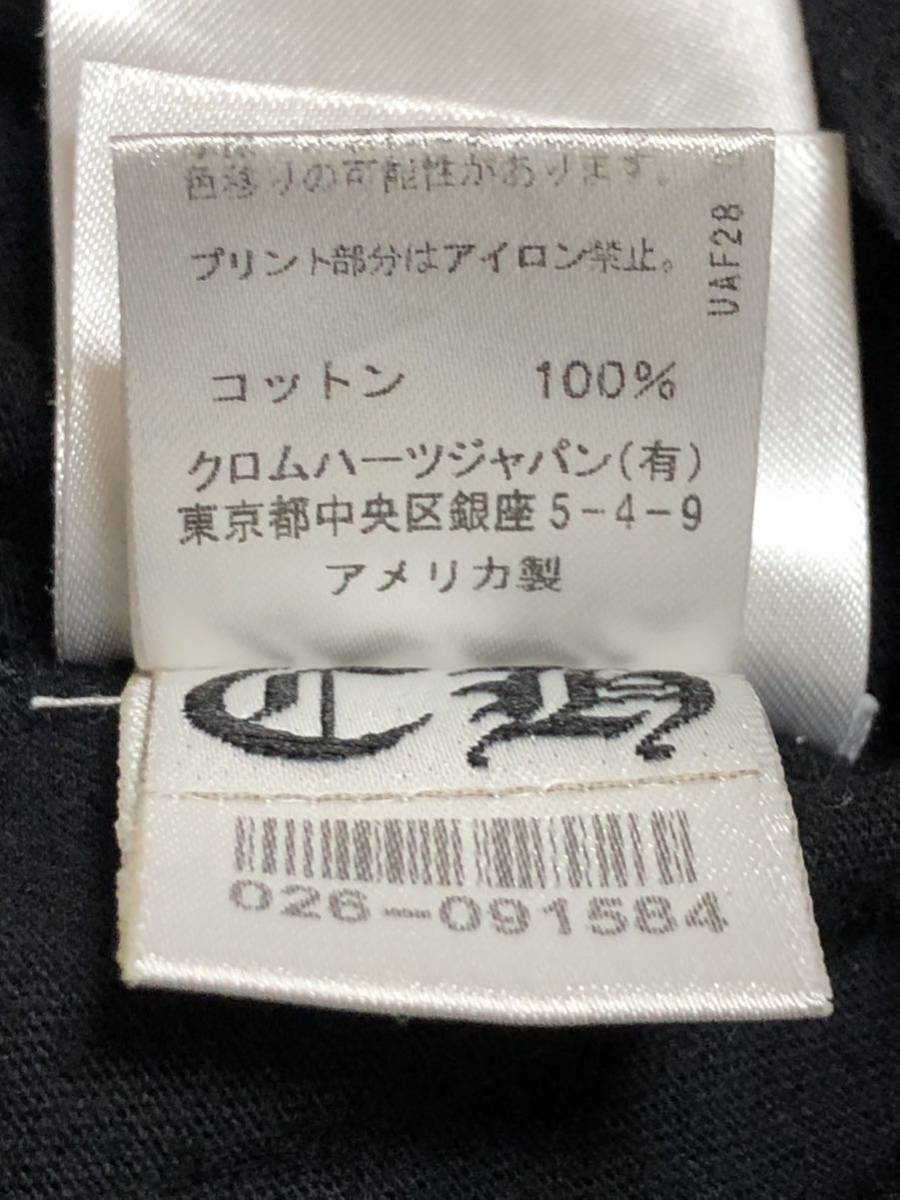 色移りの可能性があります。
プリント部分はアイロン禁止。
UAF28
コットン 100%
クロムハーツジャパン(有)
東京都中央区銀座5-4-9
アメリカ製
CH
026-091584